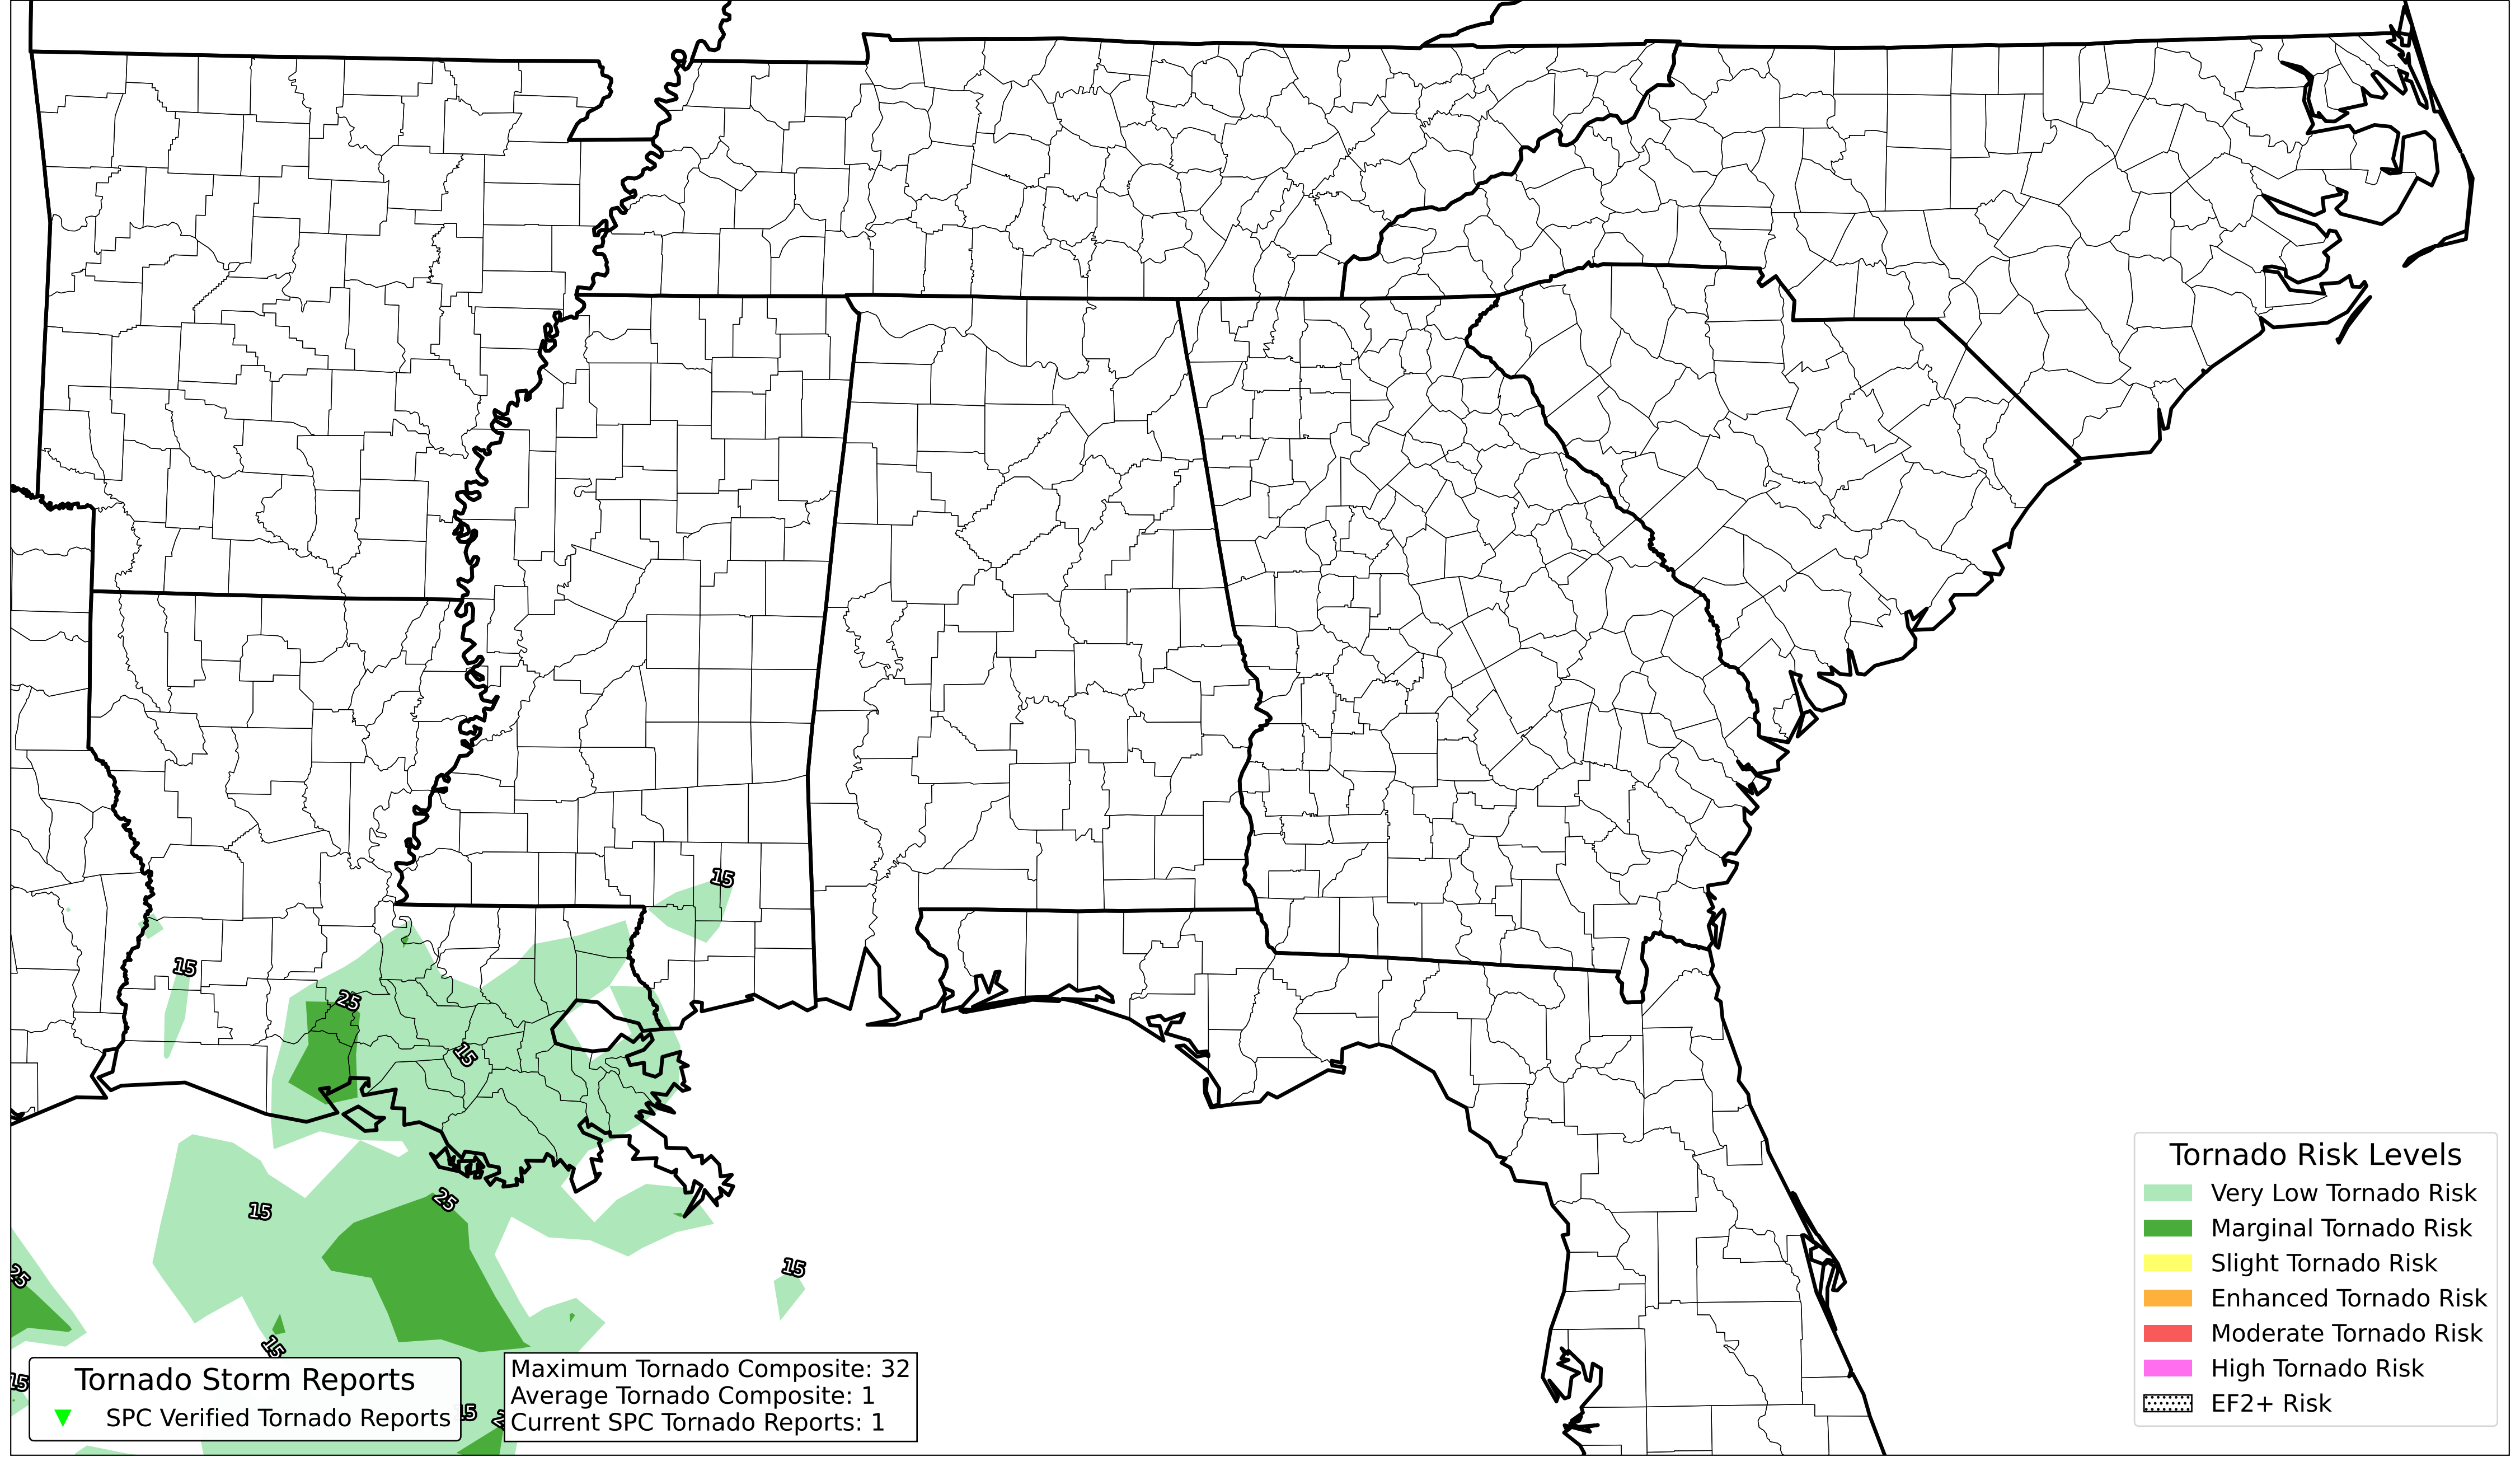 15
15
25
15
25
15
15
25
15
15
15
Tornado Storm Reports
SPC Verified Tornado Reports
Maximum Tornado Composite: 32
Average Tornado Composite: 1
Current SPC Tornado Reports: 1
Tornado Risk Levels
Very Low Tornado Risk
Marginal Tornado Risk
Slight Tornado Risk
Enhanced Tornado Risk
Moderate Tornado Risk
High Tornado Risk
EF2+ Risk